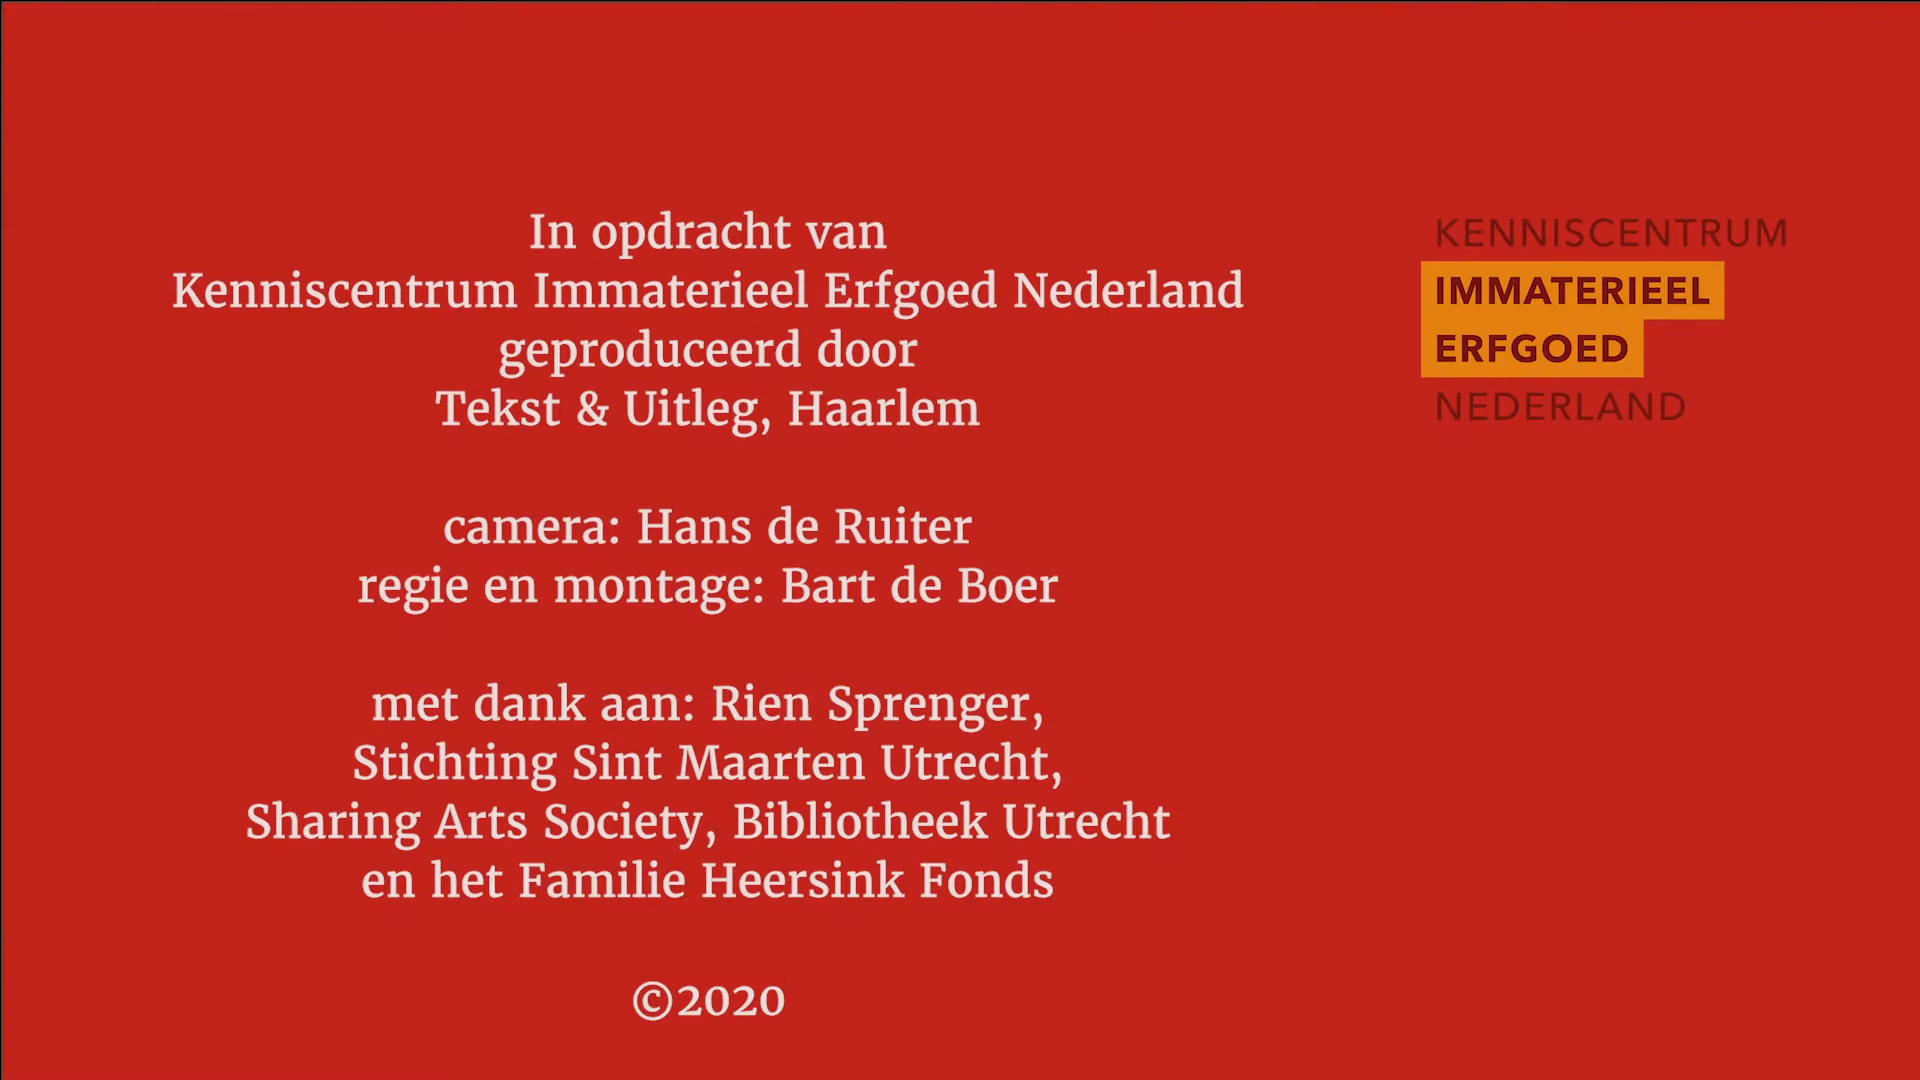 In opdracht van
Kenniscentrum Immaterieel Erfgoed Nederland
geproduceerd door
Tekst & Uitleg, Haarlem
camera: Hans de Ruiter
regie en montage: Bart de Boer
met dank aan: Rien Sprenger,
Stichting Sint Maarten Utrecht,
Sharing Arts Society, Bibliotheek Utrecht
en het Familie Heersink Fonds
©2020
KENNISCENTRUM
IMMATERIEEL
ERFGOED
NEDERLAND